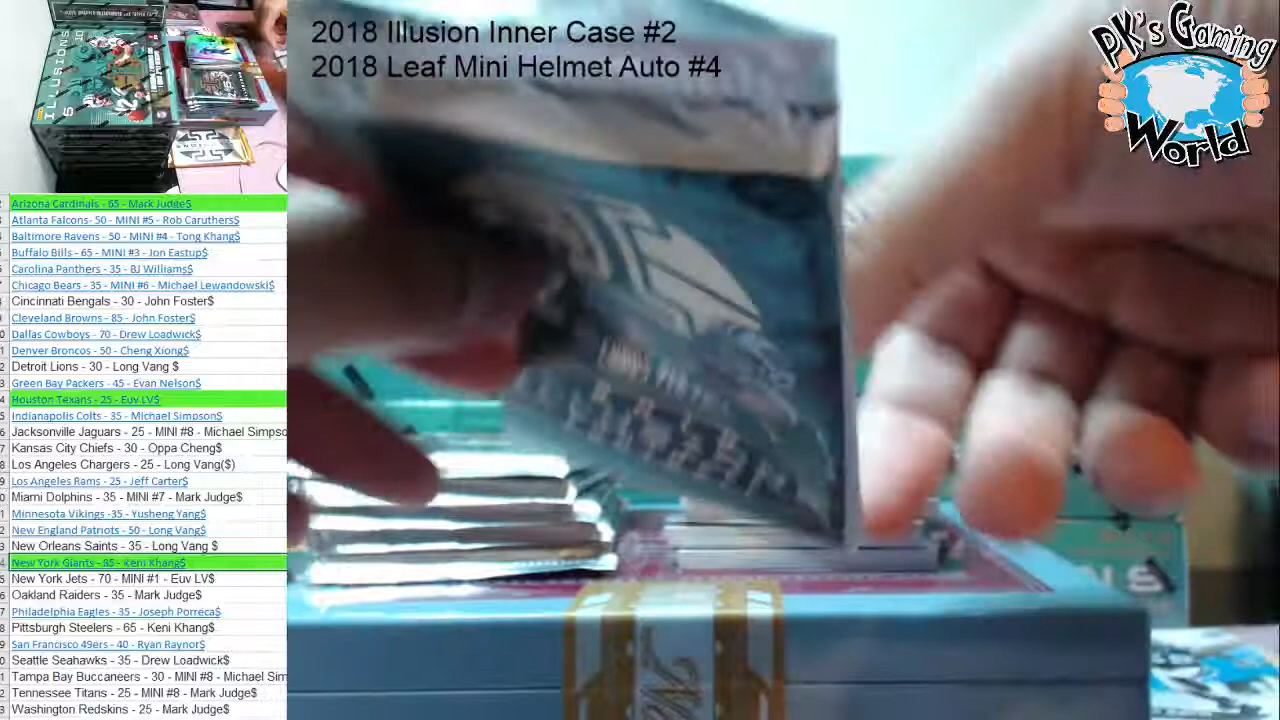 2018 Illusion Inner Case #2
2018 Leaf Mini Helmet Auto #4
PK's Gaming
World
ILLUSIONS
Arizona Cardinals - 65 - Mark Judge$
Atlanta Falcons- 50 - MINI #5 - Rob Caruthers$
Baltimore Ravens - 50 - MINI #4 - Tong Khang$
Buffalo Bills - 65 - MINI #3 - Jon Eastup$
Carolina Panthers - 35 - BJ Williams$
Chicago Bears - 35 - MINI #6 - Michael Lewandowski$
Cincinnati Bengals - 30 - John Foster$
Cleveland Browns - 85 - John Foster$
Dallas Cowboys - 70 - Drew Loadwick$
Denver Broncos - 50 - Cheng Xiong$
Detroit Lions - 30 - Long Vang $
Green Bay Packers - 45 - Evan Nelson$
Houston Texans - 25 - Euv LV$
Indianapolis Colts - 35 - Michael Simpson$
Jacksonville Jaguars - 25 - MINI #8 - Michael Simpso
Kansas City Chiefs - 30 - Oppa Cheng$
Los Angeles Chargers - 25 - Long Vang($)
Los Angeles Rams - 25 - Jeff Carter$
Miami Dolphins - 35 - MINI #7 - Mark Judge$
Minnesota Vikings -35 - Yusheng Yang$
New England Patriots - 50 - Long Vang$
New Orleans Saints - 35 - Long Vang $
New York Giants - 85 - Keni Khang$
New York Jets - 70 - MINI #1 - Euv LV$
Oakland Raiders - 35 - Mark Judge$
Philadelphia Eagles - 35 - Joseph Porreca$
Pittsburgh Steelers - 65 - Keni Khang$
San Francisco 49ers - 40 - Ryan Raynor$
Seattle Seahawks - 35 - Drew Loadwick$
Tampa Bay Buccaneers - 30 - MINI #8 - Michael Sim
Tennessee Titans - 25 - MINI #8 - Mark Judge$
Washington Redskins - 25 - Mark Judge$